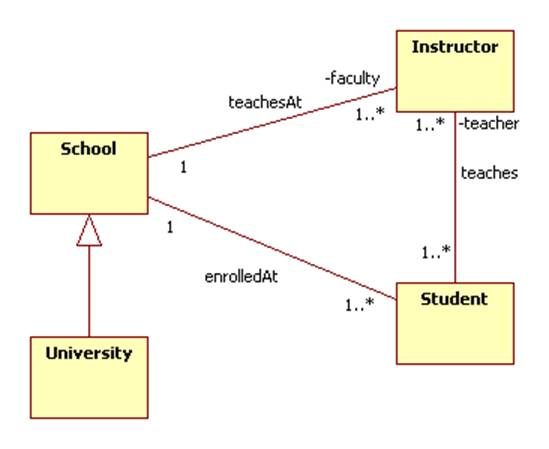 Instructor
-faculty
teachesAt
1..*
1..*
-teacher
School
1
teaches
1
1..*
enrolledAt
1..*
Student
University